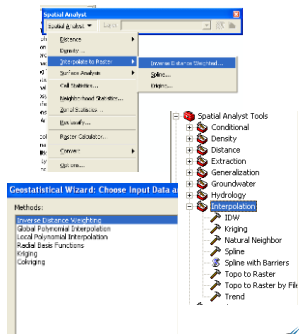 Spatial Analyst
Spatial Analyst
Distance
Density...
Interpolate to Raster
Inverse Distance Weighted...
Surface Analysis
Spline...
Cell Statistics...
Kriging...
Neighborhood Statistics...
Zonal Statistics...
Reclassify...
Raster Calculator...
Convert
Options...
Spatial Analyst Tools
Conditional
Density
Distance
Extraction
Generalization
Groundwater
Hydrology
Interpolation
IDW
Kriging
Natural Neighbor
Spline
Spline with Barriers
Topo to Raster
Topo to Raster by File
Trend
Geostatistical Wizard: Choose Input Data a
Methods:
Inverse Distance Weighting
Global Polynomial Interpolation
Local Polynomial Interpolation
Radial Basis Functions
Kriging
Cokriging